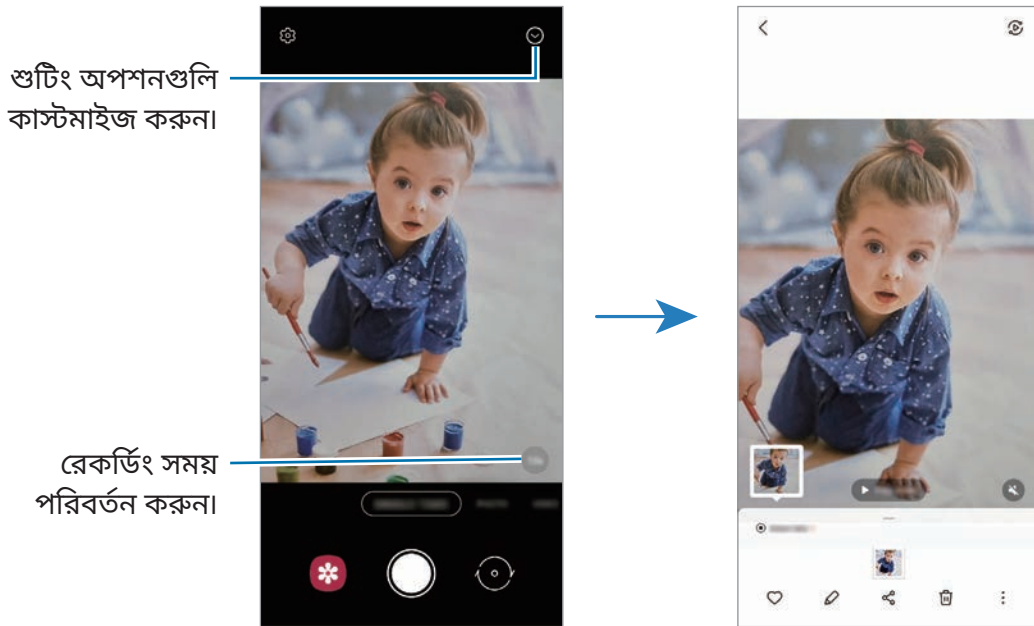 শুটিং অপশনগুলি
কাস্টমাইজ করুন।
রেকর্ডিং সময়
পরিবর্তন করুন।